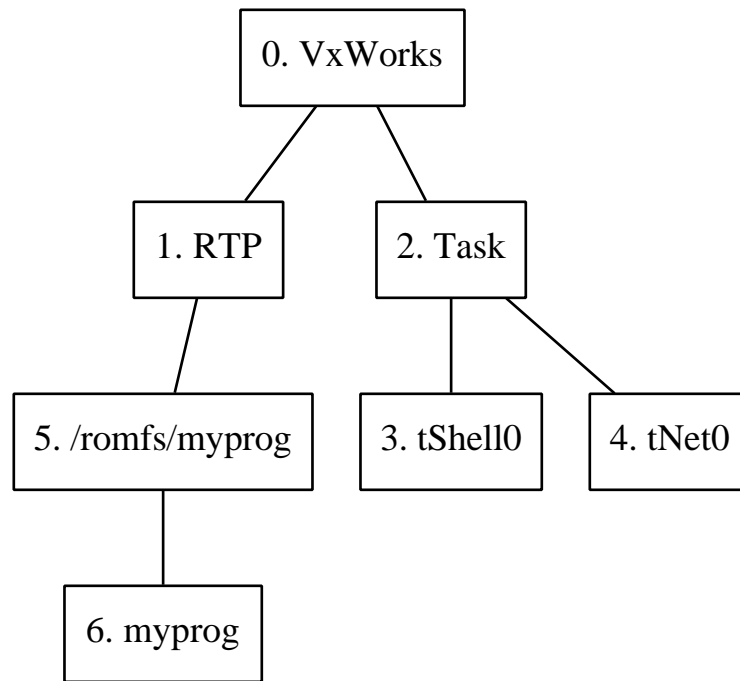 0. VxWorks
1. RTP
2. Task
5. /romfs/myprog
3. tShell0
4. tNet0
6. myprog